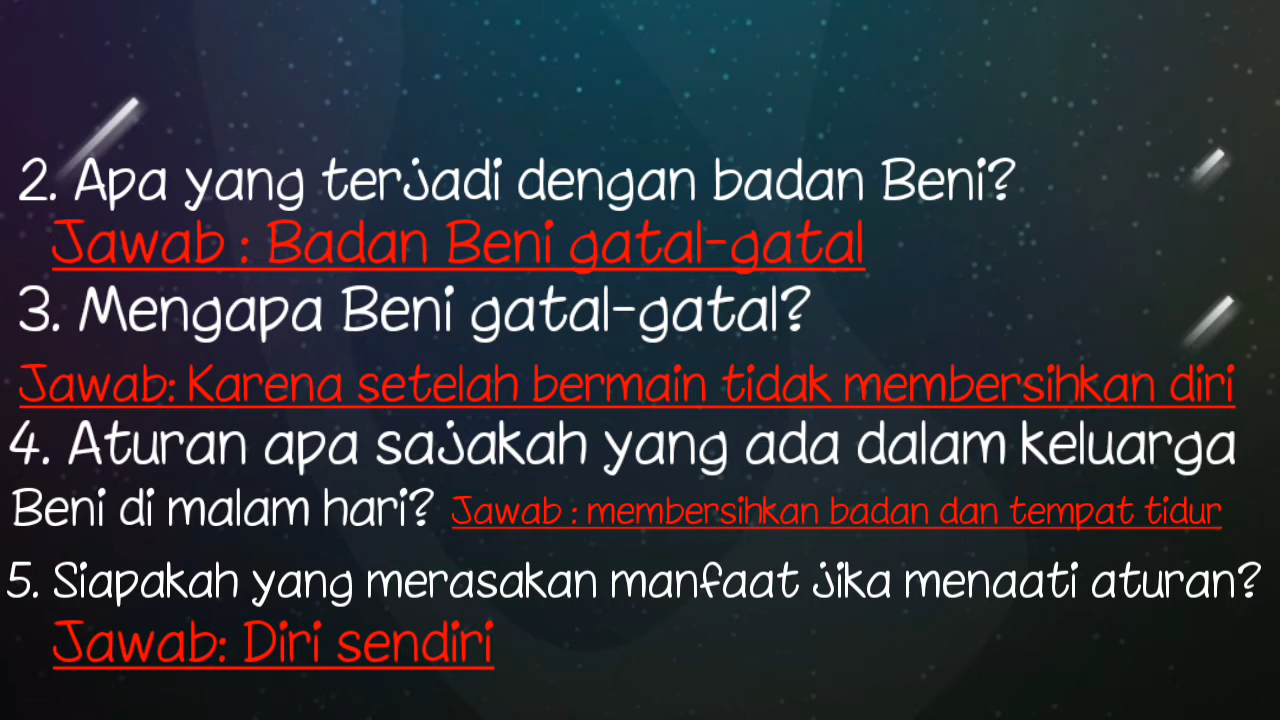 2. Apa yang terjadi dengan badan Beni?
Jawab : Badan Beni gatal-gatal
3. Mengapa Beni gatal-gatal?
Jawab: Karena setelah bermain tidak membersihkan diri
4. Aturan apa sajakah yang ada dalam keluarga
Beni di malam hari? Jawab : membersihkan badan dan tempat tidur
5. Siapakah yang merasakan manfaat jika menaati aturan?
Jawab: Diri sendiri